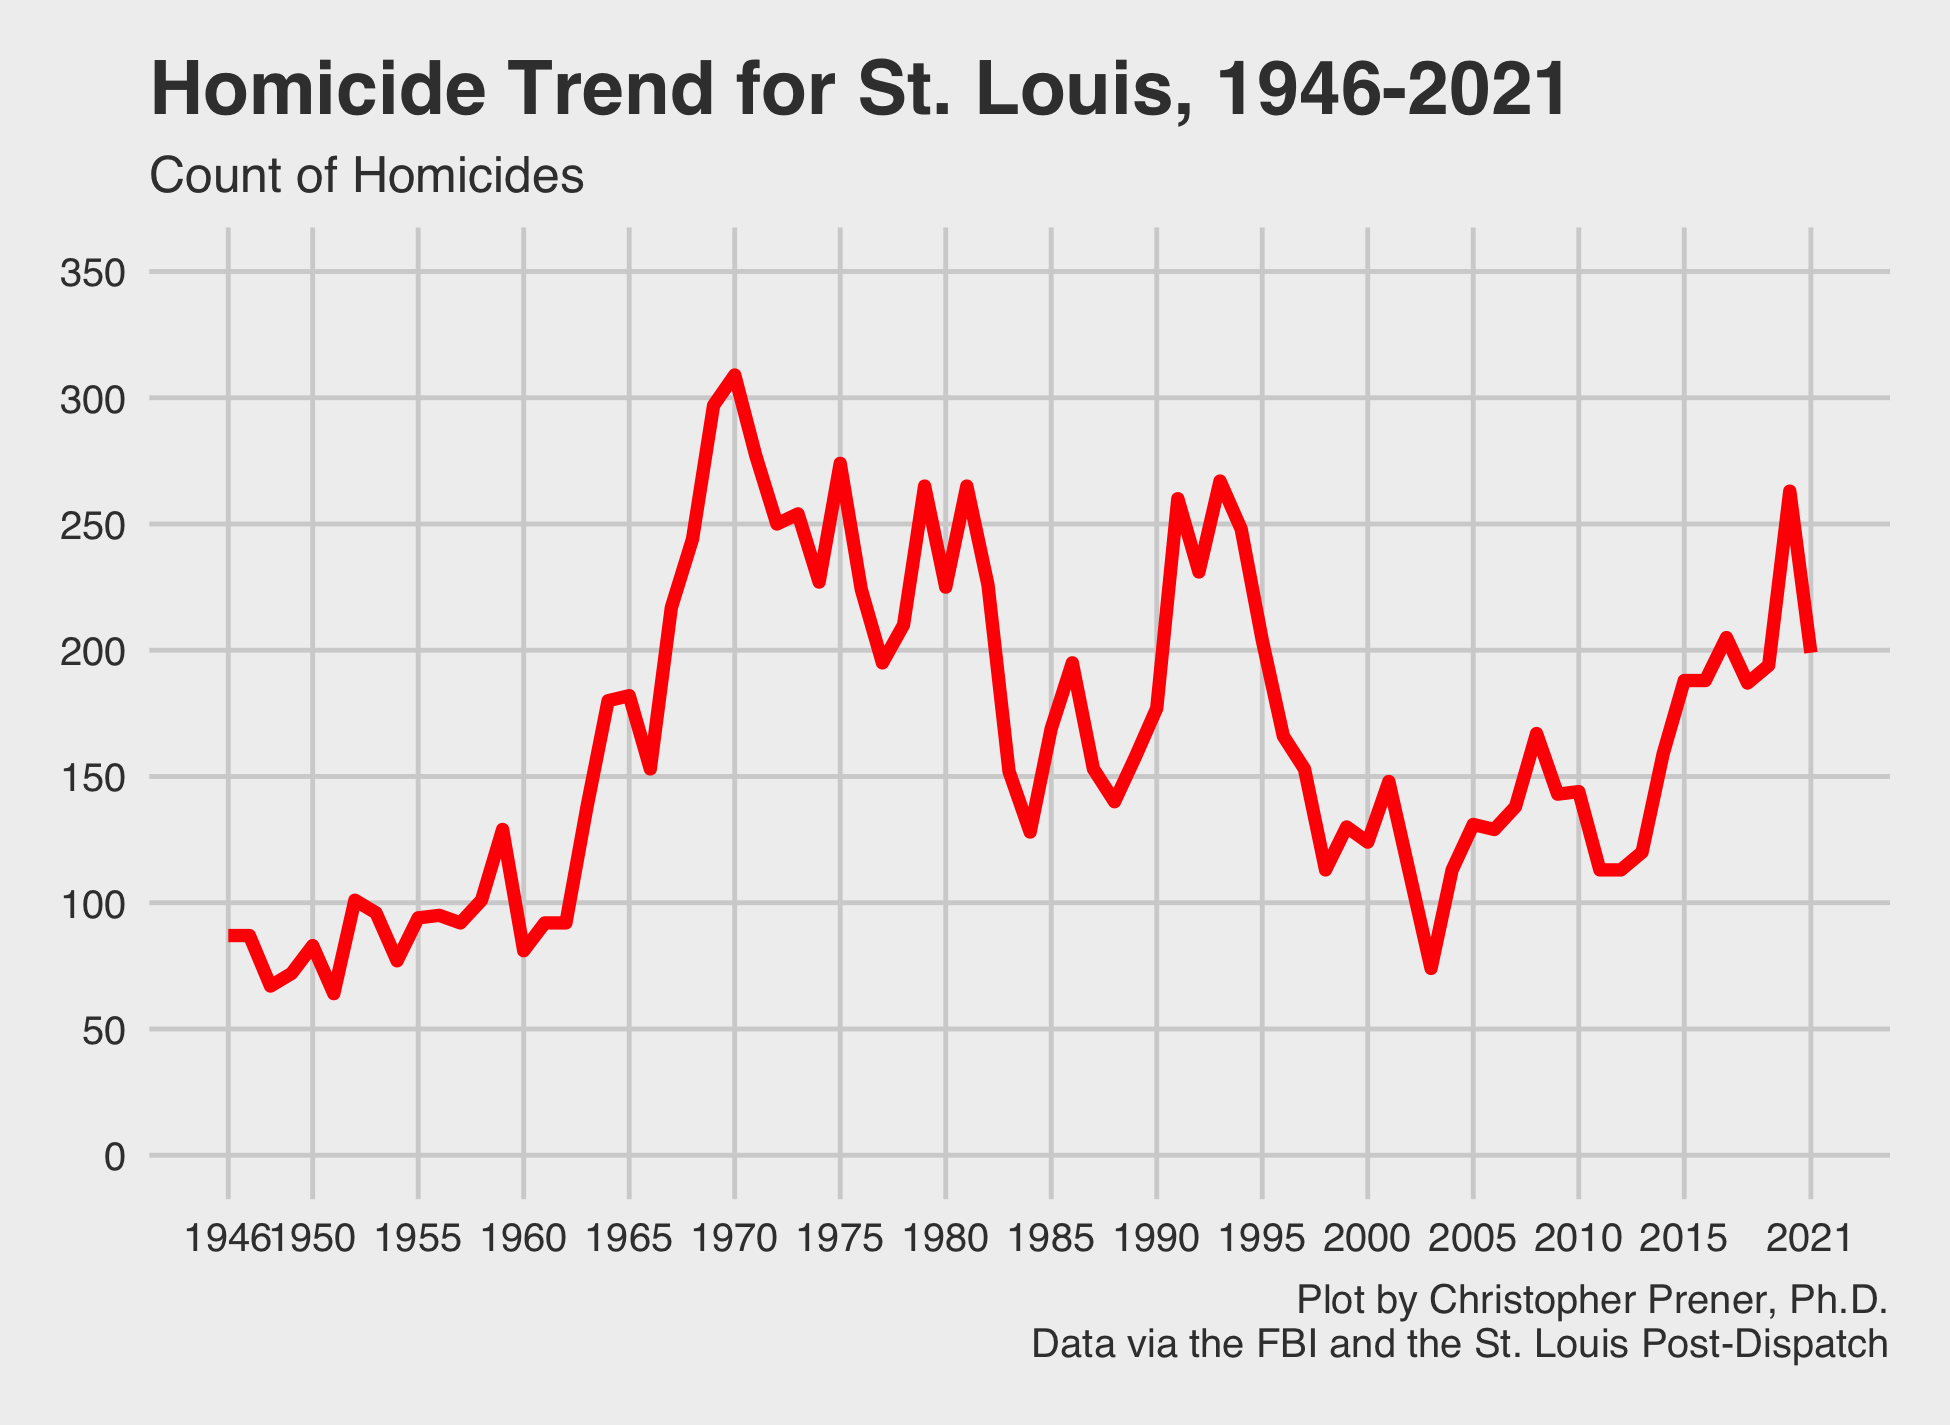 Homicide Trend for St. Louis, 1946-2021
Count of Homicides
350
300
250
200
150
100
50
0
1946 1950 1955 1960 1965 1970 1975 1980 1985 1990 1995 2000 2005 2010 2015 2021
Plot by Christopher Prener, Ph.D.
Data via the FBI and the St. Louis Post-Dispatch